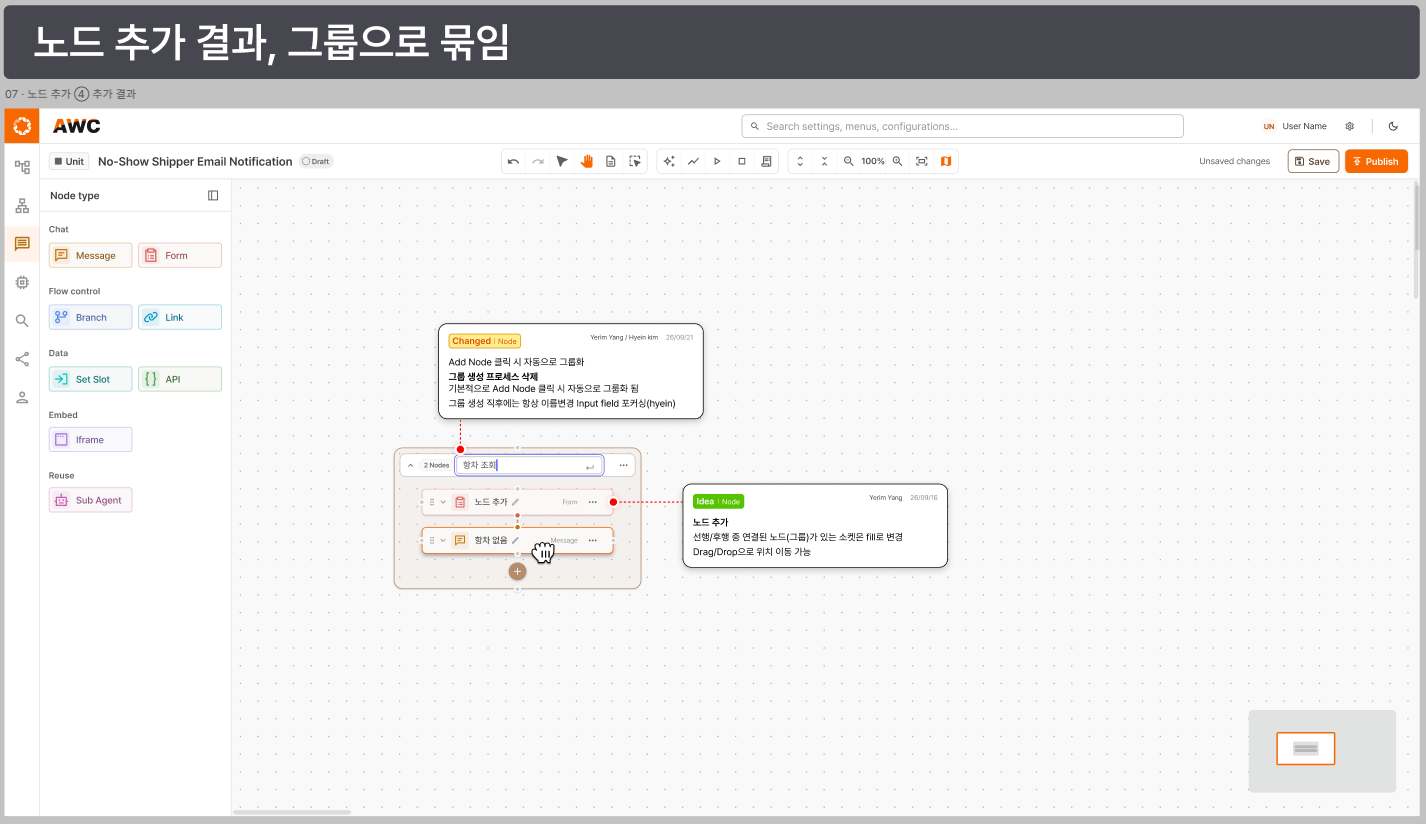 노드 추가 결과, 그룹으로 묶임
07 - 노드 추가 ④ 추가 결과
AWC
Search settings, menus, configurations...
UN User Name
Unit No-Show Shipper Email Notification Draft
100%
Unsaved changes
Save
Publish
Node type
Chat
Message
Form
Flow control
Branch
Link
Data
Set Slot
API
Embed
Iframe
Reuse
Sub Agent
Changed | Node Yerim Yang / Hyein kim 26/09/21
Add Node 클릭 시 자동으로 그룹화
그룹 생성 프로세스 삭제
기본적으로 Add Node 클릭 시 자동으로 그룹화 됨
그룹 생성 직후에는 항상 이름변경 Input field 포커싱(hyein)
2 Nodes 항차 조회
노드 추가 Form
항차 없음 Message
Idea | Node Yerim Yang 26/09/16
노드 추가
선행/후행 중 연결된 노드(그룹)가 있는 소켓은 fill로 변경
Drag/Drop으로 위치 이동 가능